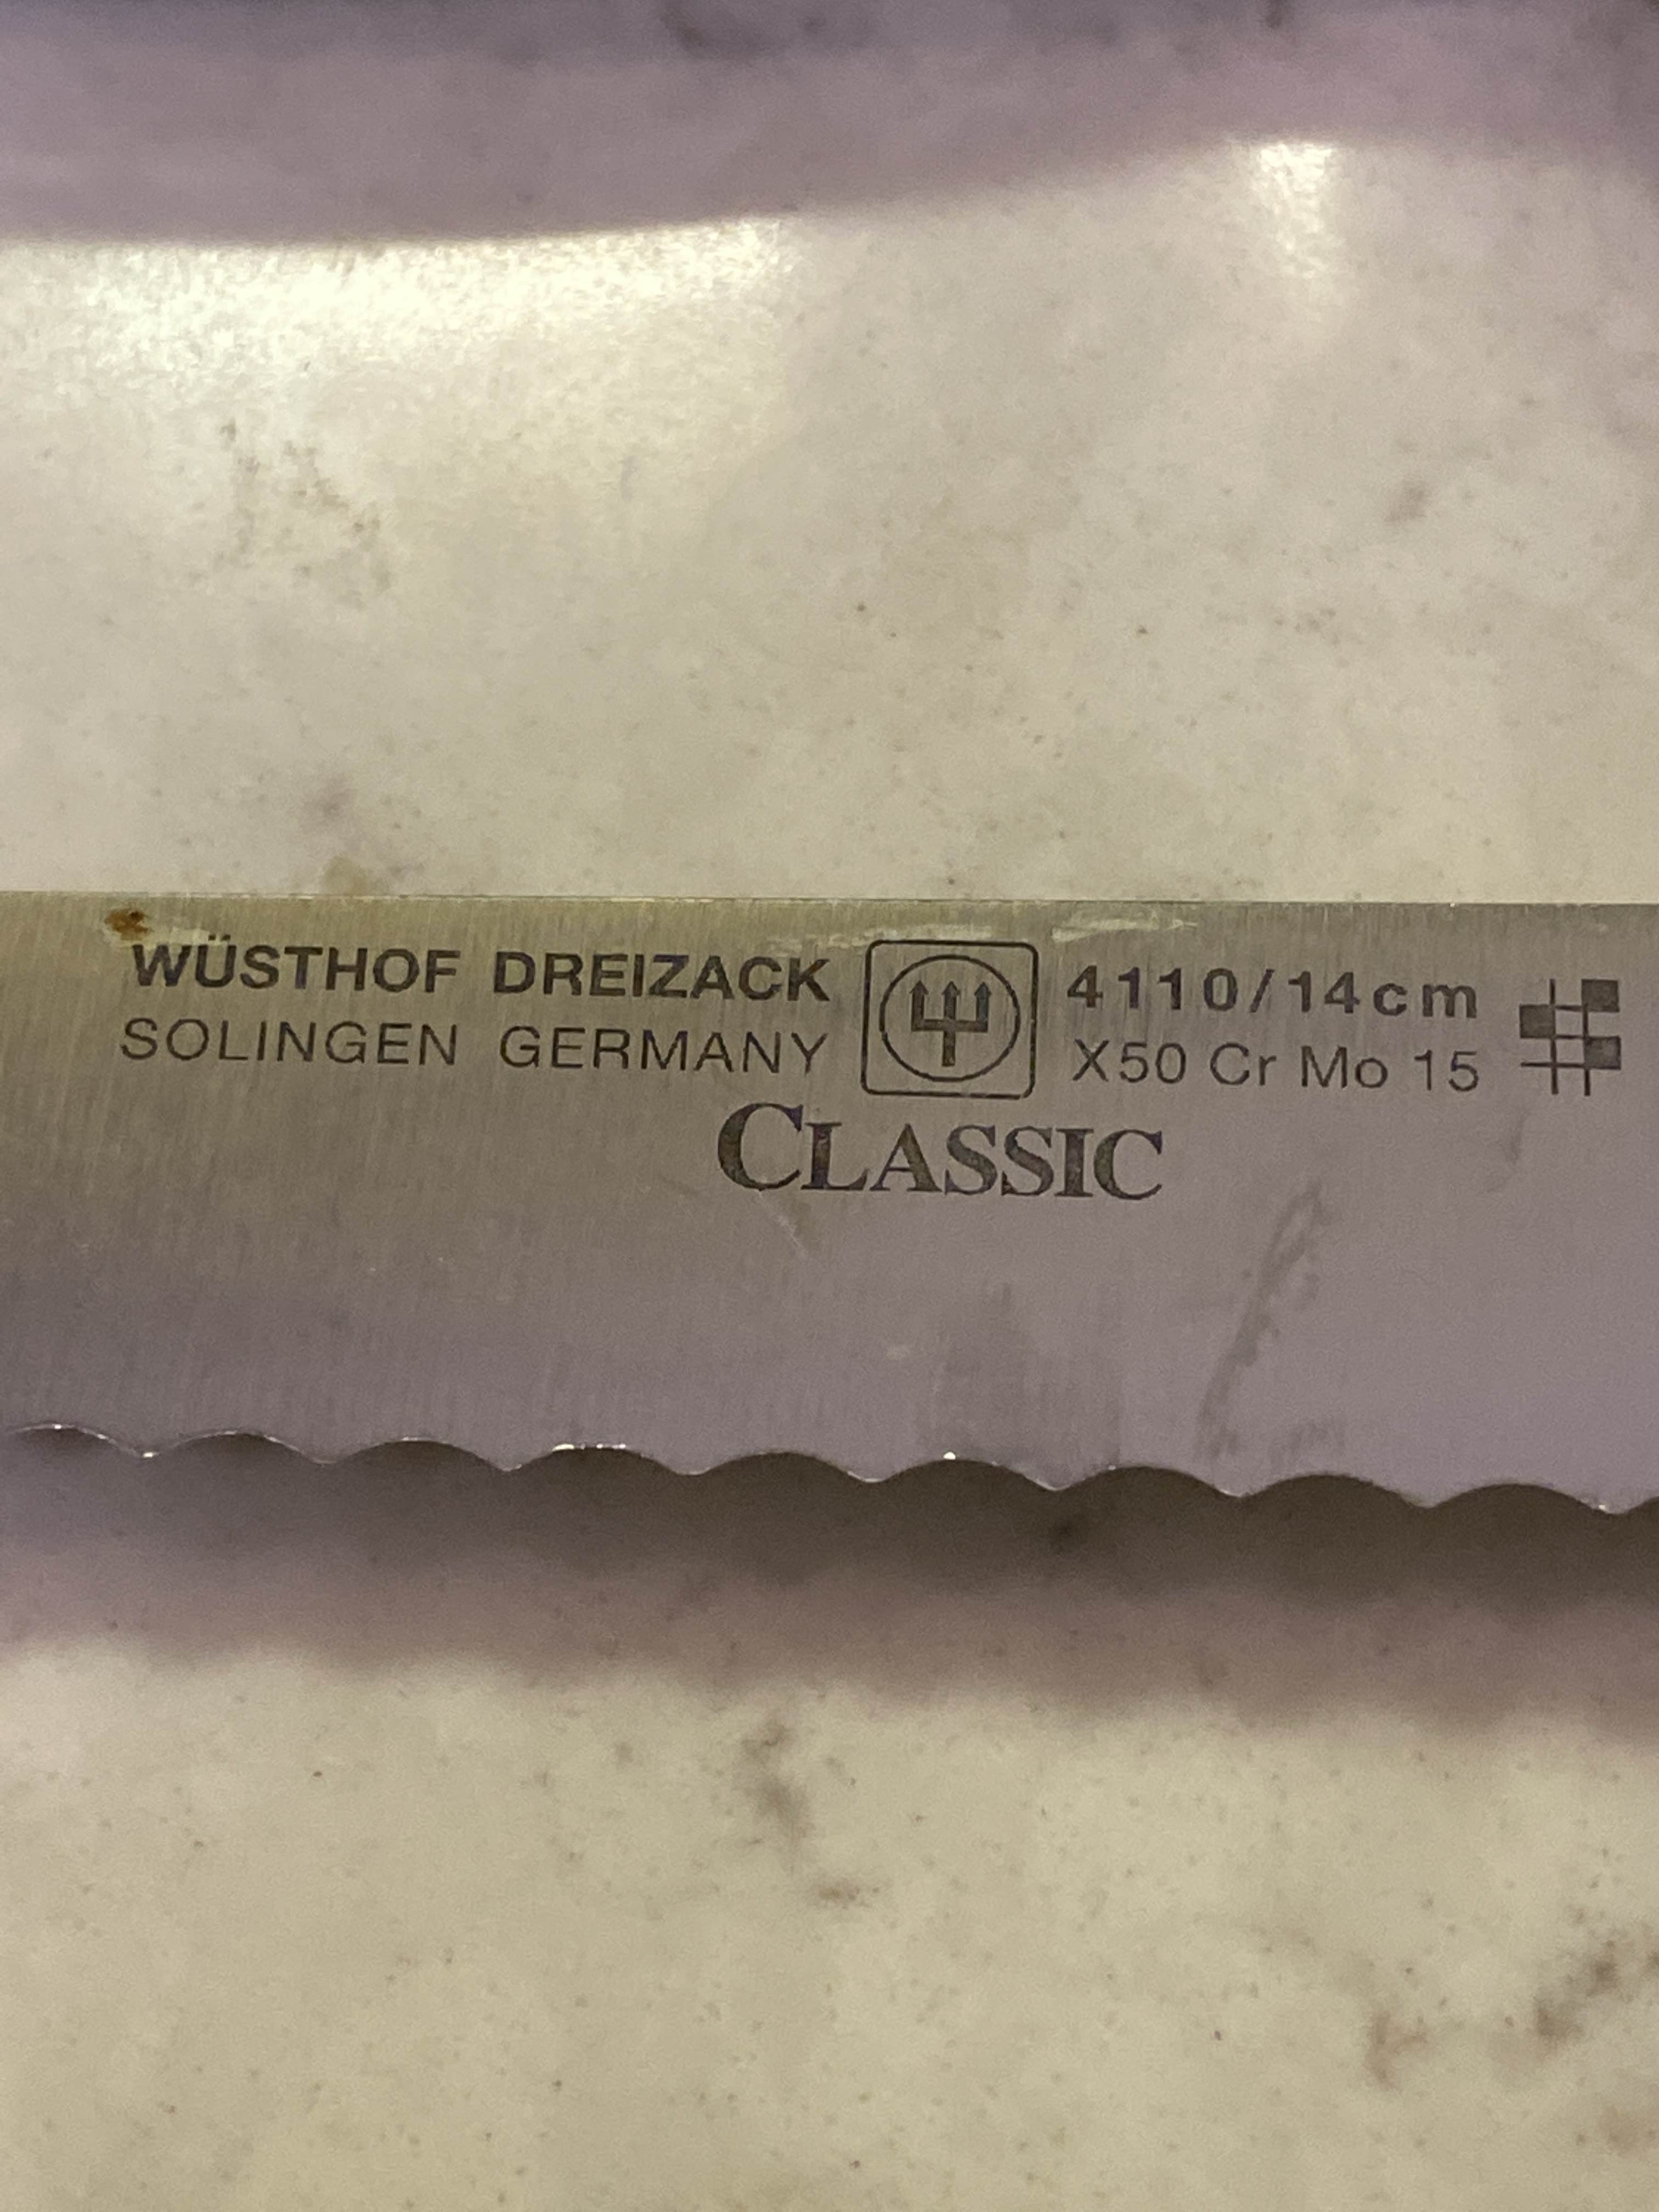 WÜSTHOF DREIZACK
SOLINGEN GERMANY
4110/14cm
X50 Cr Mo 15
CLASSIC